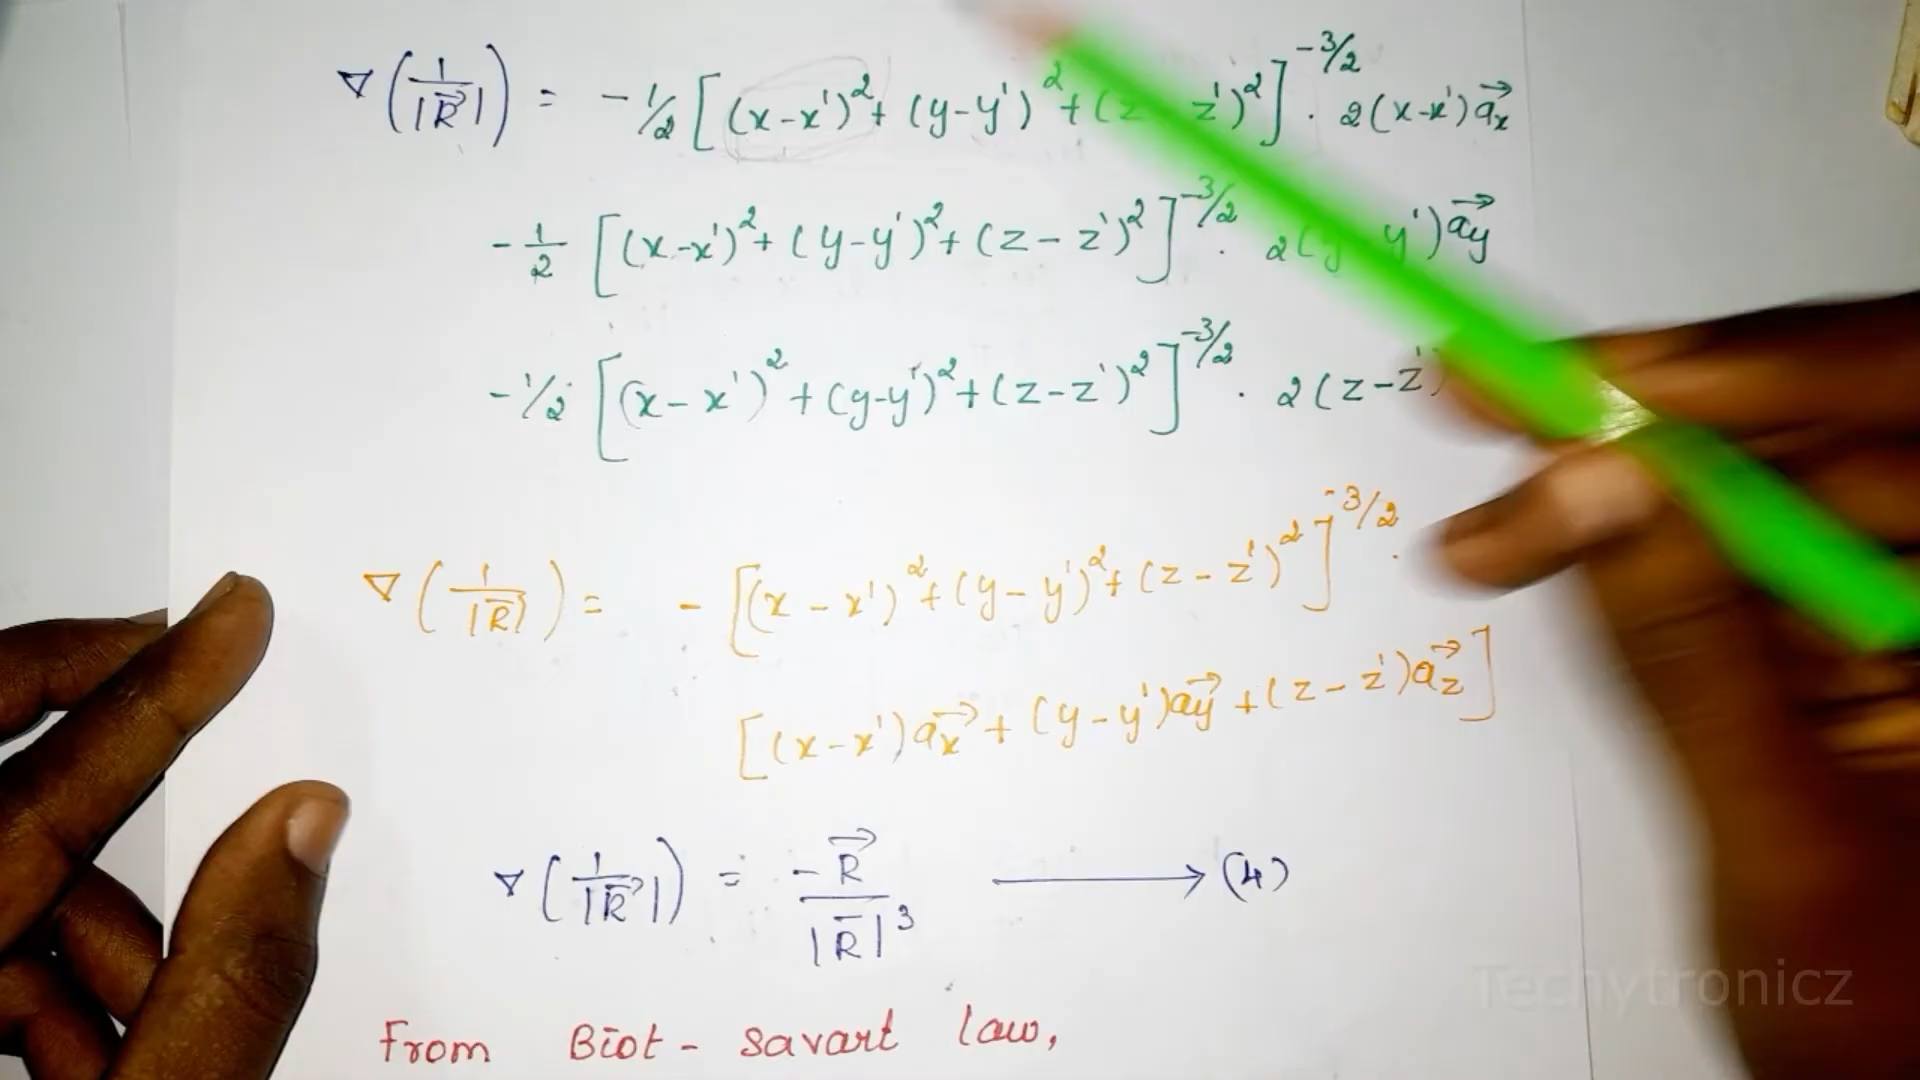 ∇(1/|R⃗|) = -1/2 [(x-x')² + (y-y')² + (z - z')²]^-3/2 . 2(x-x')a⃗x
-1/2 [(x-x')² + (y-y')² + (z-z')²]^-3/2 . 2(y-y')a⃗y
-1/2 [(x-x')² + (y-y')² + (z-z')²]^-3/2 . 2(z-z')
∇(1/|R̄|) = -[(x-x')² + (y-y')² + (z-z')²]^-3/2 .
[(x-x')a⃗x + (y-y')a⃗y + (z-z')a⃗z]
∇(1/|R⃗|) = -R⃗/|R̄|³ ⟶ (4)
Techytronicz
From Biot-savart law,